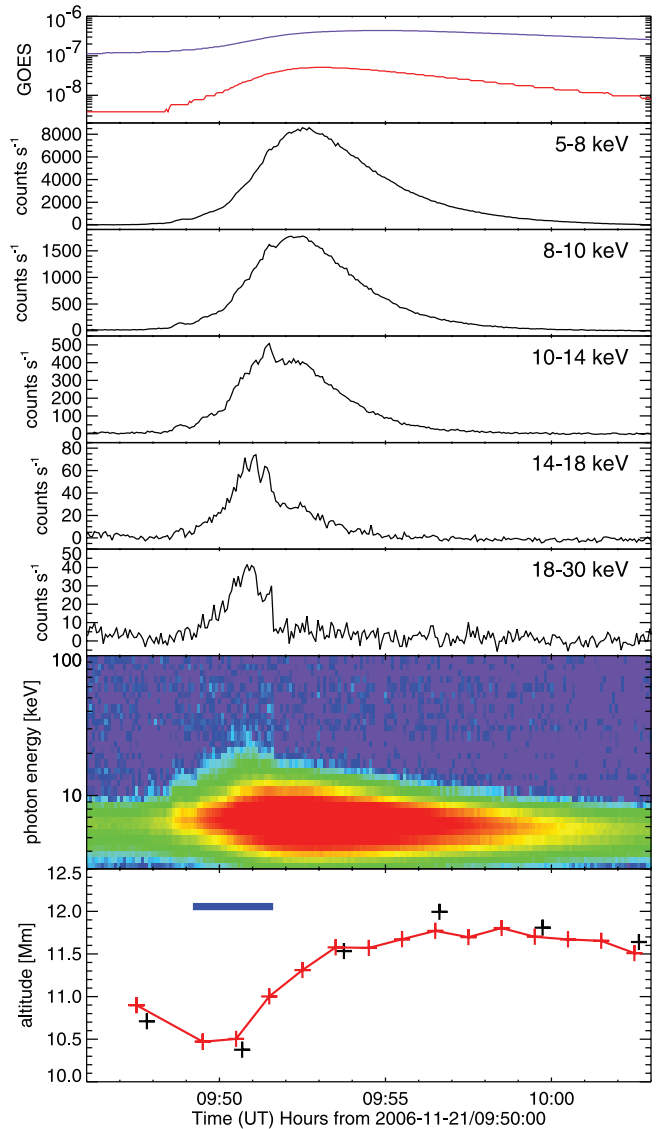 10^-6
10^-7
10^-8
GOES
8000
6000
4000
2000
0
counts s^-1
5-8 keV
1500
1000
500
0
counts s^-1
8-10 keV
500
400
300
200
100
0
counts s^-1
10-14 keV
80
60
40
20
0
counts s^-1
14-18 keV
50
40
30
20
10
0
counts s^-1
18-30 keV
100
10
photon energy [keV]
12.5
12.0
11.5
11.0
10.5
10.0
altitude [Mm]
09:50 09:55 10:00
Time (UT) Hours from 2006-11-21/09:50:00